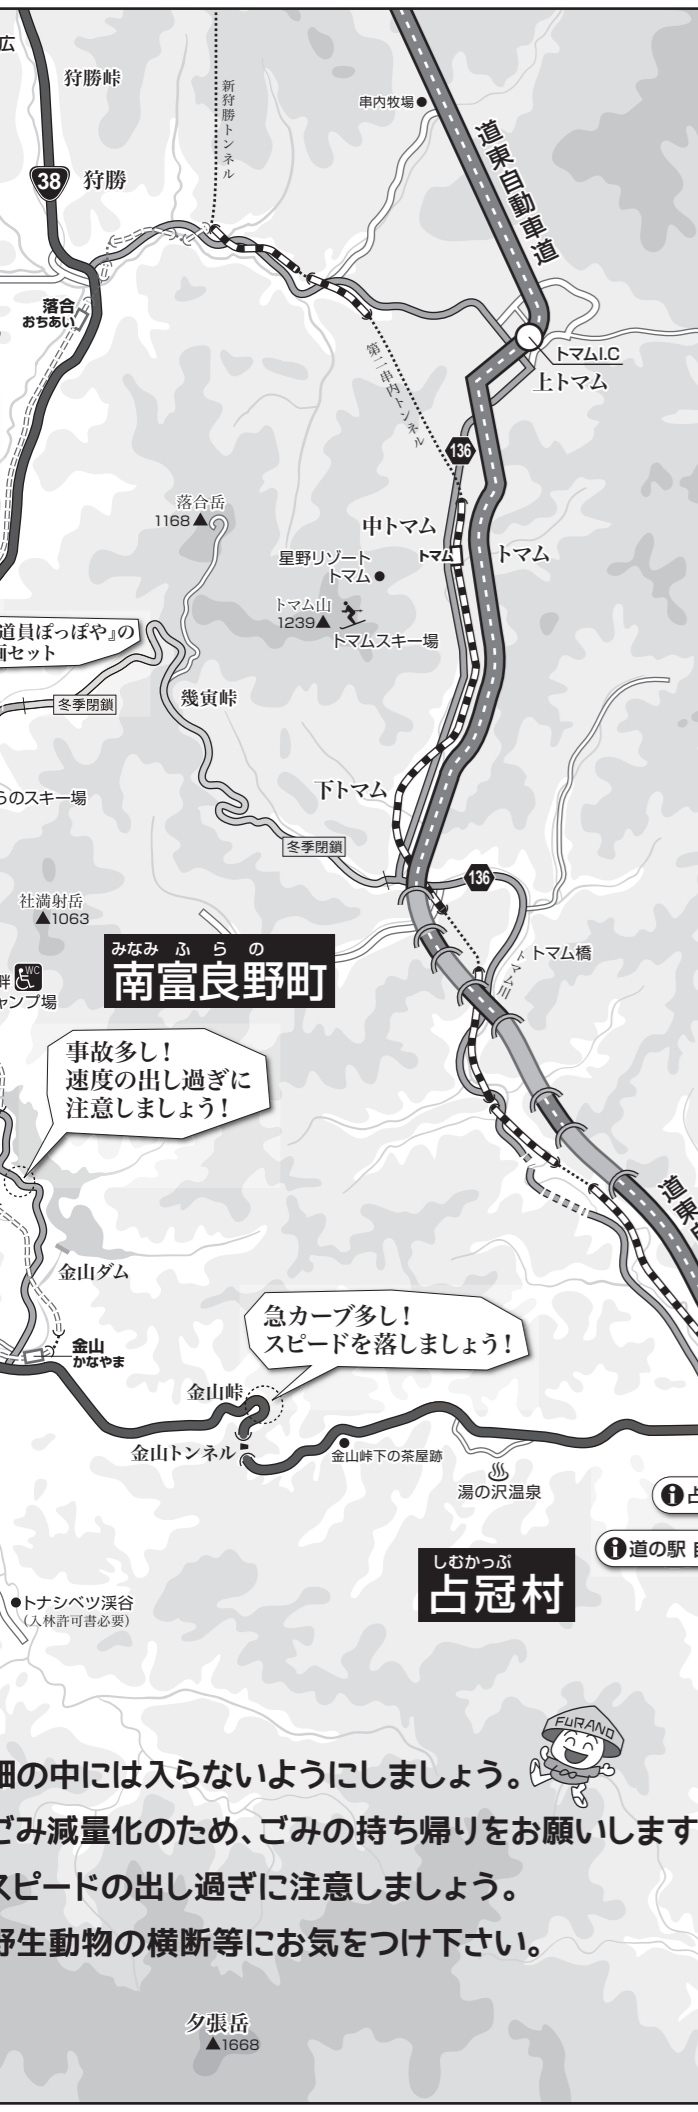 広
狩勝峠
新狩勝トンネル
串内牧場
道東自動車道
38
狩勝
落合
おちあい
トマムI.C
上トマム
第二串内トンネル
136
落合岳
1168
中トマム
トマム
トマム
星野リゾート
トマム
トマム山
1239
トマムスキー場
道員ぽっぽや』の
画セット
冬季閉鎖
幾寅峠
らのスキー場
下トマム
冬季閉鎖
136
社満射岳
1063
みなみ ふ ら の
南富良野町
トマム橋
トマム川
畔
WC
ャンプ場
事故多し!
速度の出し過ぎに
注意しましょう!
道東自
金山ダム
急カーブ多し!
スピードを落しましょう!
金山
かなやま
金山峠
金山トンネル
金山峠下の茶屋跡
湯の沢温泉
占
道の駅 自
しむかっぷ
占冠村
トナシベツ渓谷
(入林許可書必要)
FURANO
畑の中には入らないようにしましょう。
ごみ減量化のため、ごみの持ち帰りをお願いします
スピードの出し過ぎに注意しましょう。
野生動物の横断等にお気をつけ下さい。
夕張岳
1668